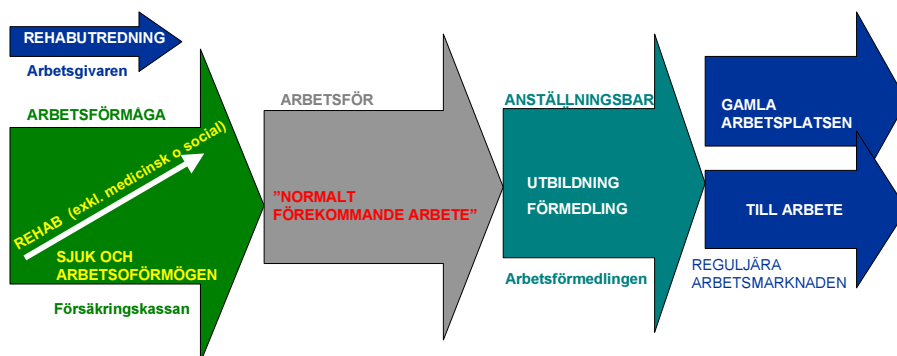 REHABUTREDNING
Arbetsgivaren
ARBETSFÖRMÅGA
REHAB (exkl. medicinsk o social)
SJUK OCH
ARBETSOFÖRMÖGEN
Försäkringskassan
ARBETSFÖR
”NORMALT
FÖREKOMMANDE ARBETE”
ANSTÄLLNINGSBAR
UTBILDNING
FÖRMEDLING
Arbetsförmedlingen
GAMLA
ARBETSPLATSEN
TILL ARBETE
REGULJÄRA
ARBETSMARKNADEN